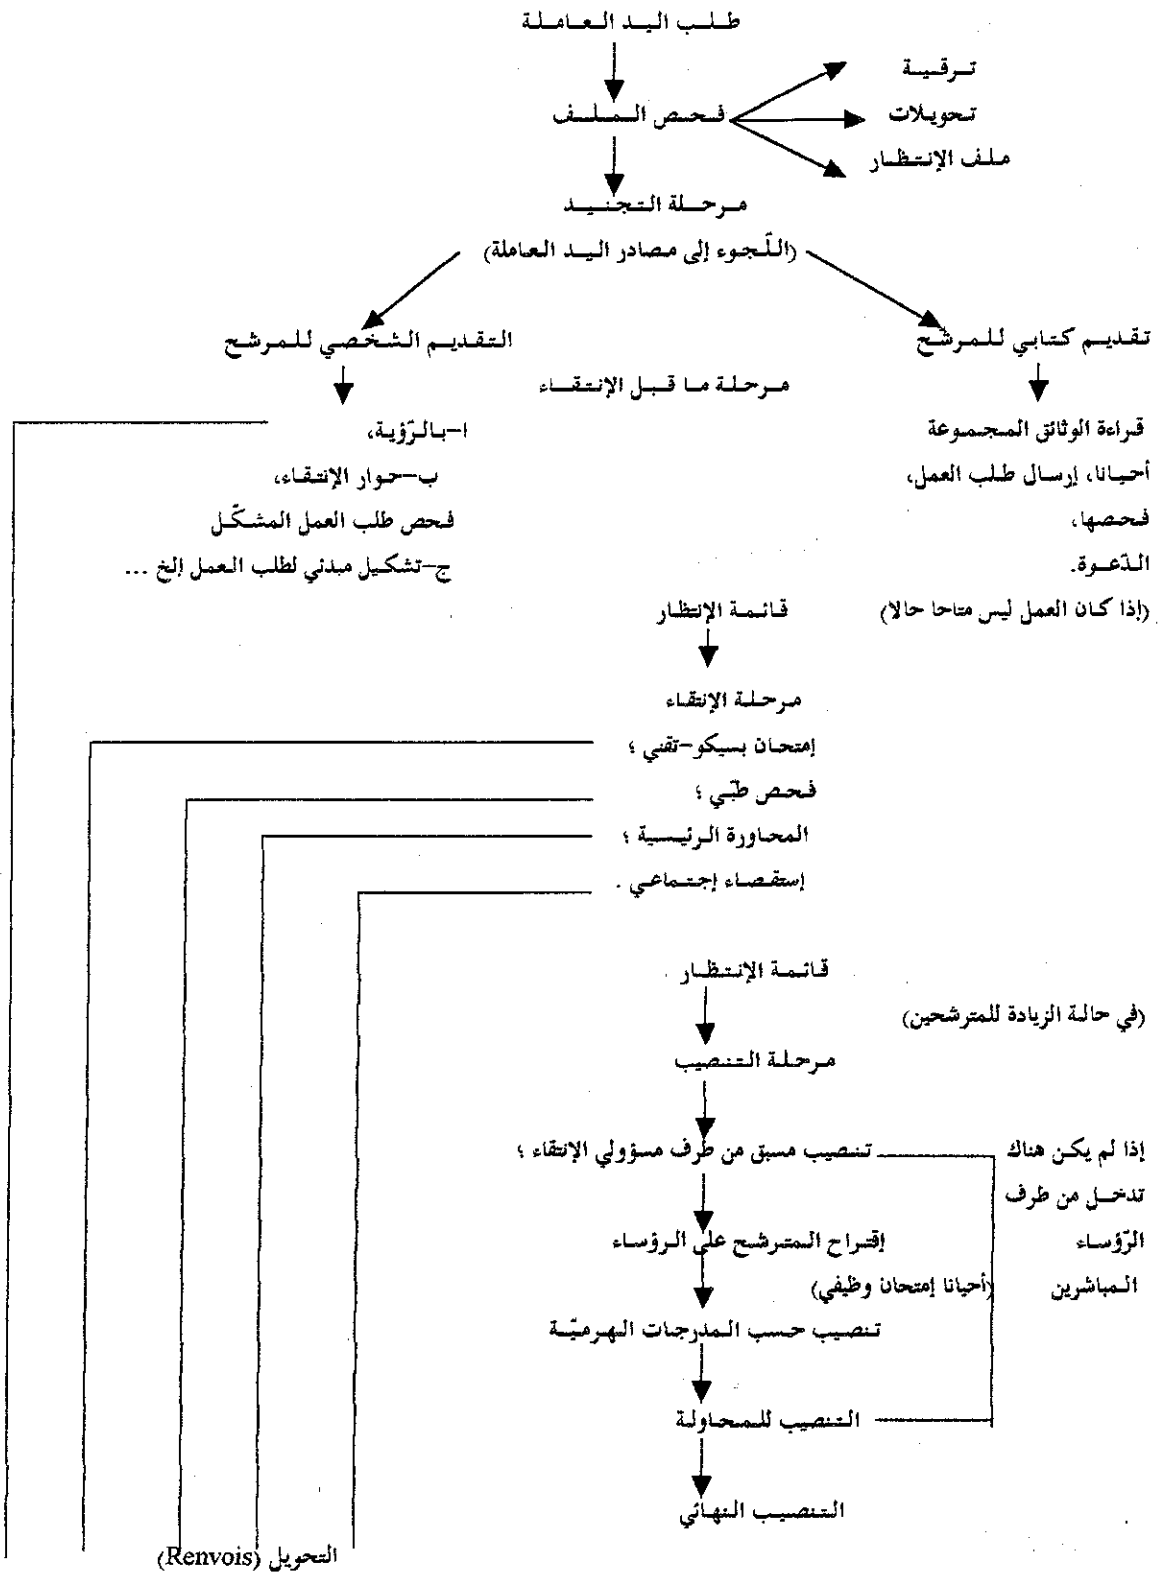 طلب اليد العاملة
ترقية
فحص الملف
تحويلات
ملف الإنتظار
مرحلة التجنيد
(اللّجوء إلى مصادر اليد العاملة)
تقديم كتابي للمرشح
التقديم الشخصي للمرشح
مرحلة ما قبل الإنتقاء
قراءة الوثائق المجموعة
أحيانا، إرسال طلب العمل،
فحصها،
الدّعوة.
ا-بالرّؤية،
ب-حوار الإنتقاء،
فحص طلب العمل المشكّل
ج-تشكيل مبدئي لطلب العمل إلخ ...
(إذا كان العمل ليس متاحا حالا)
قائمة الإنتظار
مرحلة الإنتقاء
إمتحان بسيكو-تقني ؛
فحص طبّي ؛
المحاورة الرئيسية ؛
إستقصاء إجتماعي .
قائمة الإنتظار
(في حالة الزيادة للمترشحين)
مرحلة التنصيب
إذا لم يكن هناك
تدخل من طرف
الرّؤساء
المباشرين
تنصيب مسبق من طرف مسؤولي الإنتقاء ؛
إقتراح المترشح على الرؤساء
(أحيانا إمتحان وظيفي)
تنصيب حسب المدرجات الهرميّة
التنصيب للمحاولة
التنصيب النهائي
التحويل (Renvois)